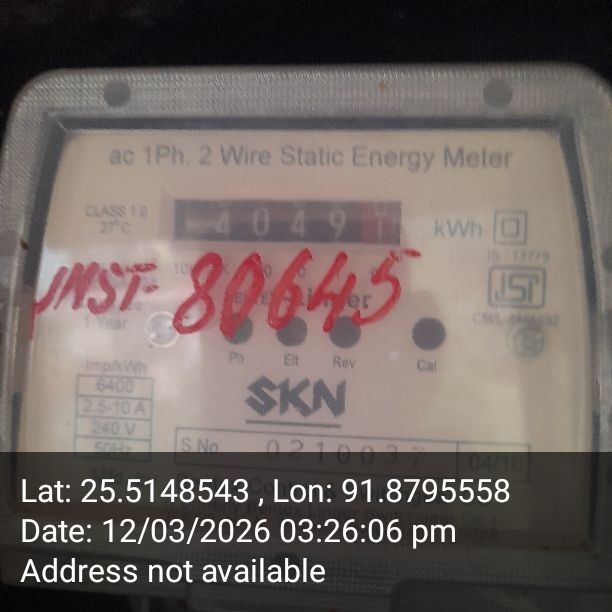 ac 1Ph. 2 Wire Static Energy Meter
CLASS 1.0
27°C
4049
kWh
IS : 13779
INST- 80645
1 Year
Ph Elt Rev Cal
Imp/kWh
6400
2.5-10 A
240 V
50Hz
SKN
S.No 0210037 04/10
Lat: 25.5148543 , Lon: 91.8795558
Date: 12/03/2026 03:26:06 pm
Address not available